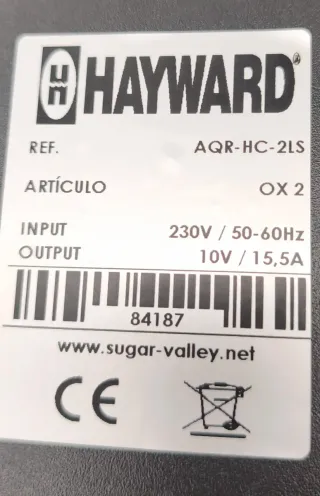 HAYWARD®
REF. AQR-HC-2LS
ARTÍCULO OX 2
INPUT 230V / 50-60Hz
OUTPUT 10V / 15,5A
84187
www.sugar-valley.net
CE